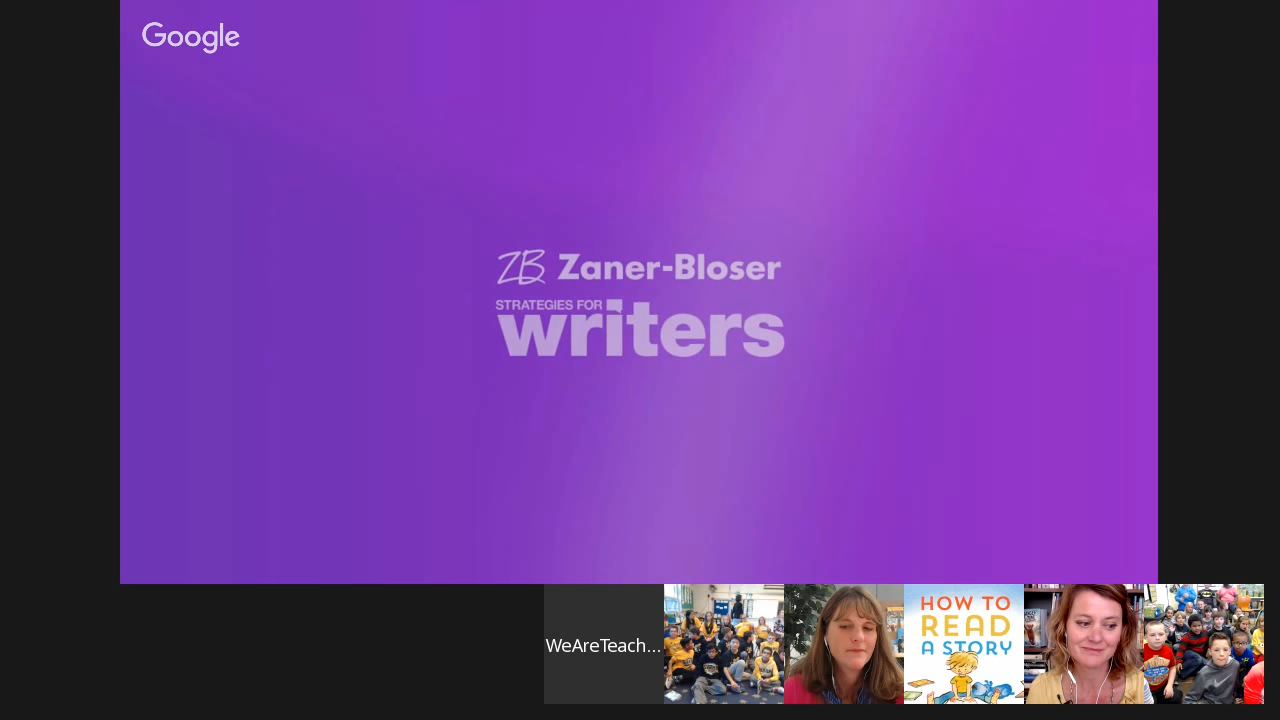 Google
ZB Zaner-Bloser
STRATEGIES FOR
writers
WeAreTeach...
HOW TO
READ
A STORY